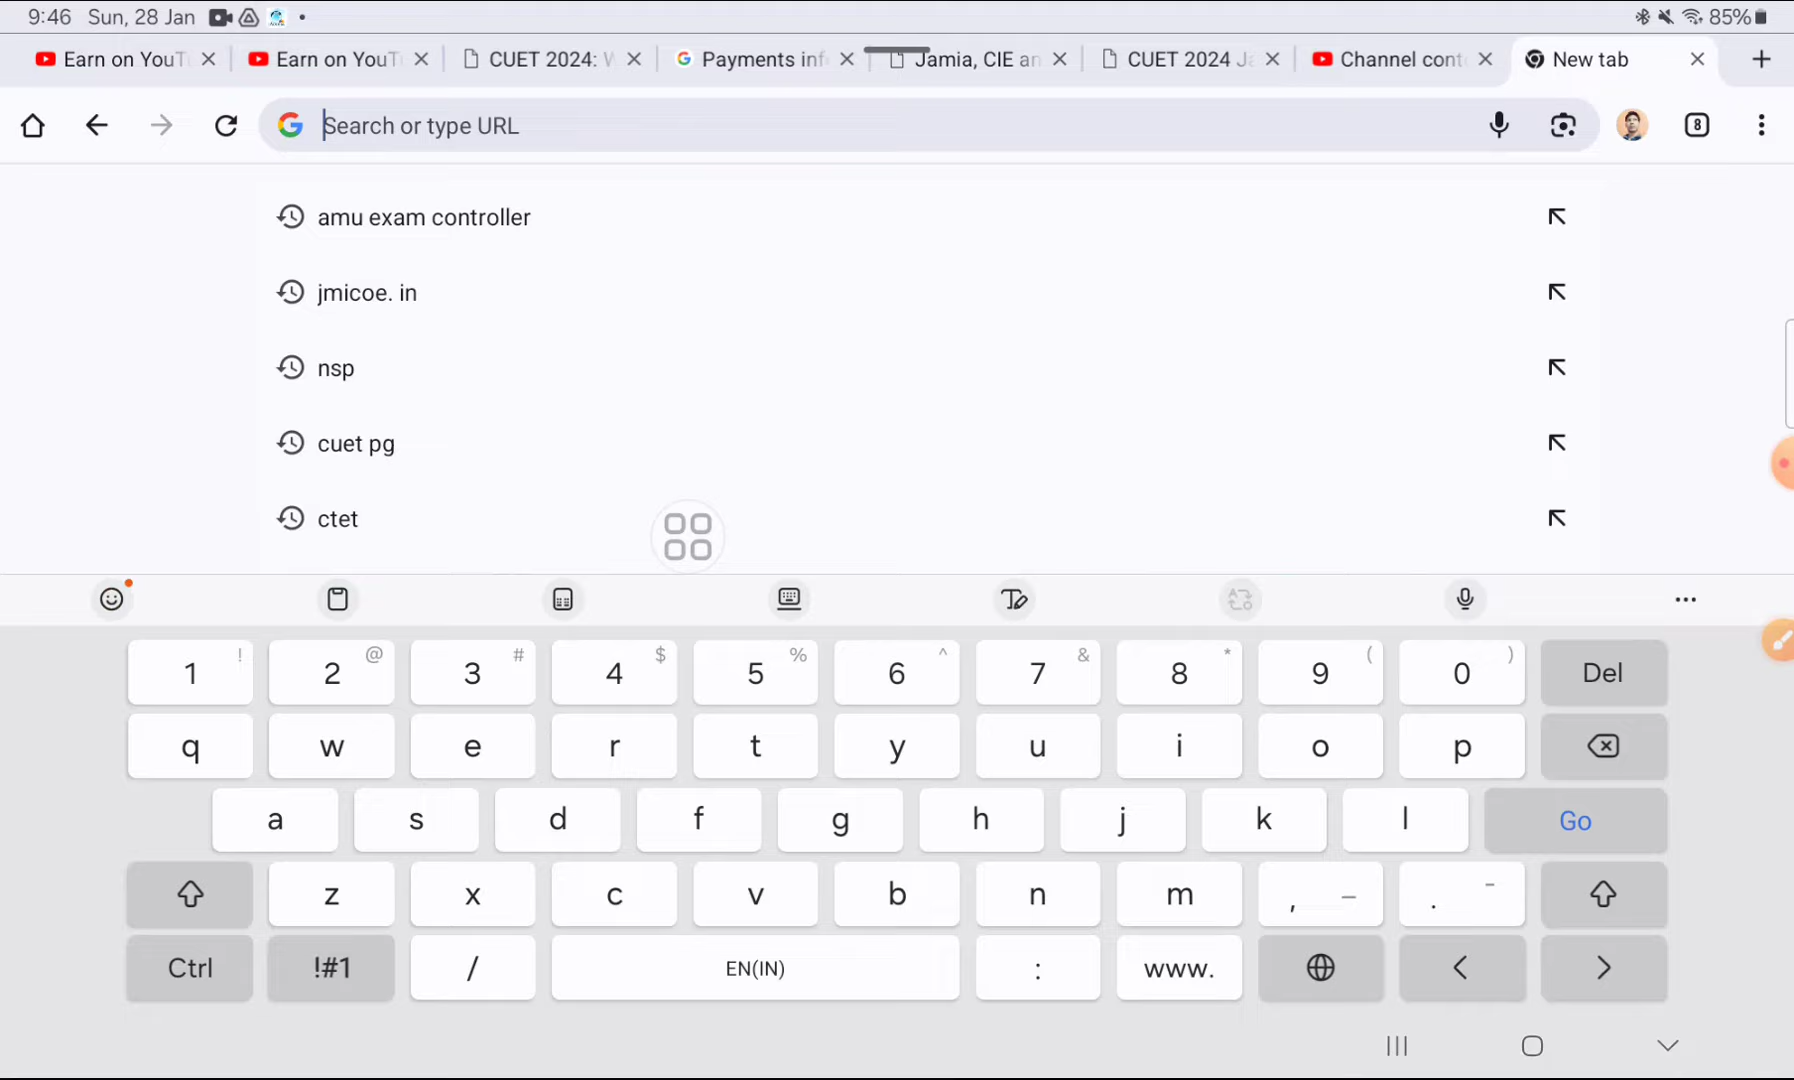 9:46 Sun, 28 Jan 85%
Earn on YouT CUET 2024: W Payments inf Jamia, CIE an CUET 2024 Ja Channel cont New tab
Earn on YouT
Search or type URL 8
amu exam controller
jmicoe. in
nsp
cuet pg
ctet
1 ! 2 @ 3 # 4 $ 5 % 6 ^ 7 & 8 * 9 ( 0 ) Del
q w e r t y u i o p
a s d f g h j k l Go
z x c v b n m , _ . -
Ctrl !#1 / EN(IN) : www. < >